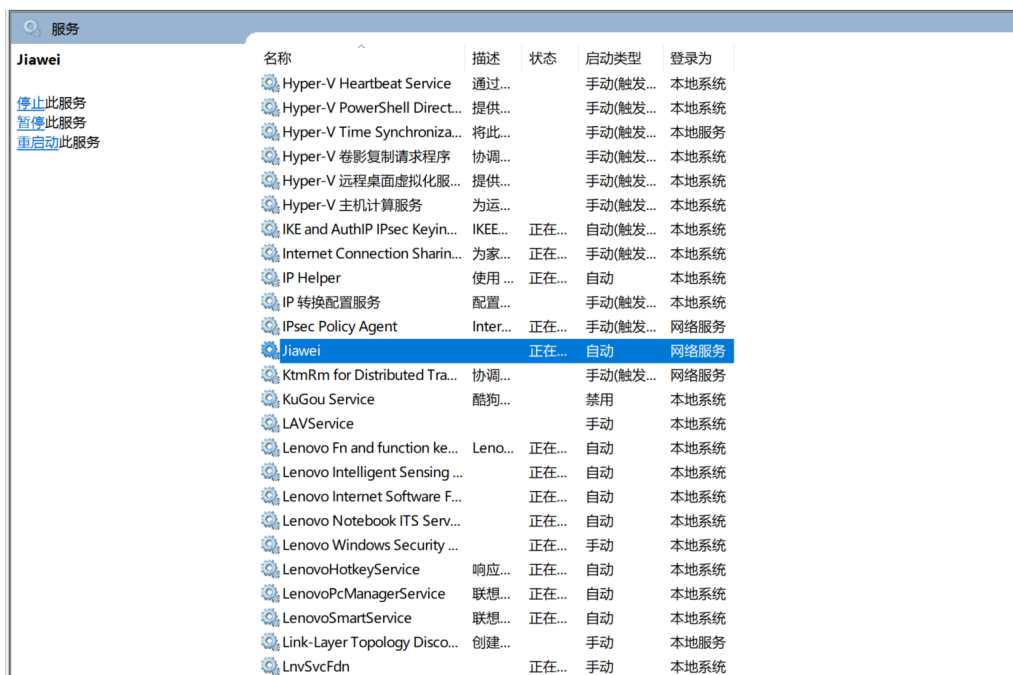 服务
Jiawei
停止此服务
暂停此服务
重启动此服务
名称 描述 状态 启动类型 登录为
Hyper-V Heartbeat Service 通过... 手动(触发... 本地系统
Hyper-V PowerShell Direct... 提供... 手动(触发... 本地系统
Hyper-V Time Synchroniza... 将此... 手动(触发... 本地服务
Hyper-V 卷影复制请求程序 协调... 手动(触发... 本地系统
Hyper-V 远程桌面虚拟化服... 提供... 手动(触发... 本地系统
Hyper-V 主机计算服务 为运... 手动(触发... 本地系统
IKE and AuthIP IPsec Keyin... IKEE... 正在... 自动(触发... 本地系统
Internet Connection Sharin... 为家... 正在... 手动(触发... 本地系统
IP Helper 使用 ... 正在... 自动 本地系统
IP 转换配置服务 配置... 手动(触发... 本地系统
IPsec Policy Agent Inter... 正在... 手动(触发... 网络服务
Jiawei 正在... 自动 网络服务
KtmRm for Distributed Tra... 协调... 手动(触发... 网络服务
KuGou Service 酷狗... 禁用 本地系统
LAVService 手动 本地系统
Lenovo Fn and function ke... Leno... 正在... 自动 本地系统
Lenovo Intelligent Sensing ... 正在... 自动 本地系统
Lenovo Internet Software F... 正在... 自动 本地系统
Lenovo Notebook ITS Serv... 正在... 自动 本地系统
Lenovo Windows Security ... 正在... 手动 本地系统
LenovoHotkeyService 响应... 正在... 自动 本地系统
LenovoPcManagerService 联想... 正在... 自动 本地系统
LenovoSmartService 联想... 正在... 自动 本地系统
Link-Layer Topology Disco... 创建... 手动 本地服务
LnvSvcFdn 正在... 手动 本地系统